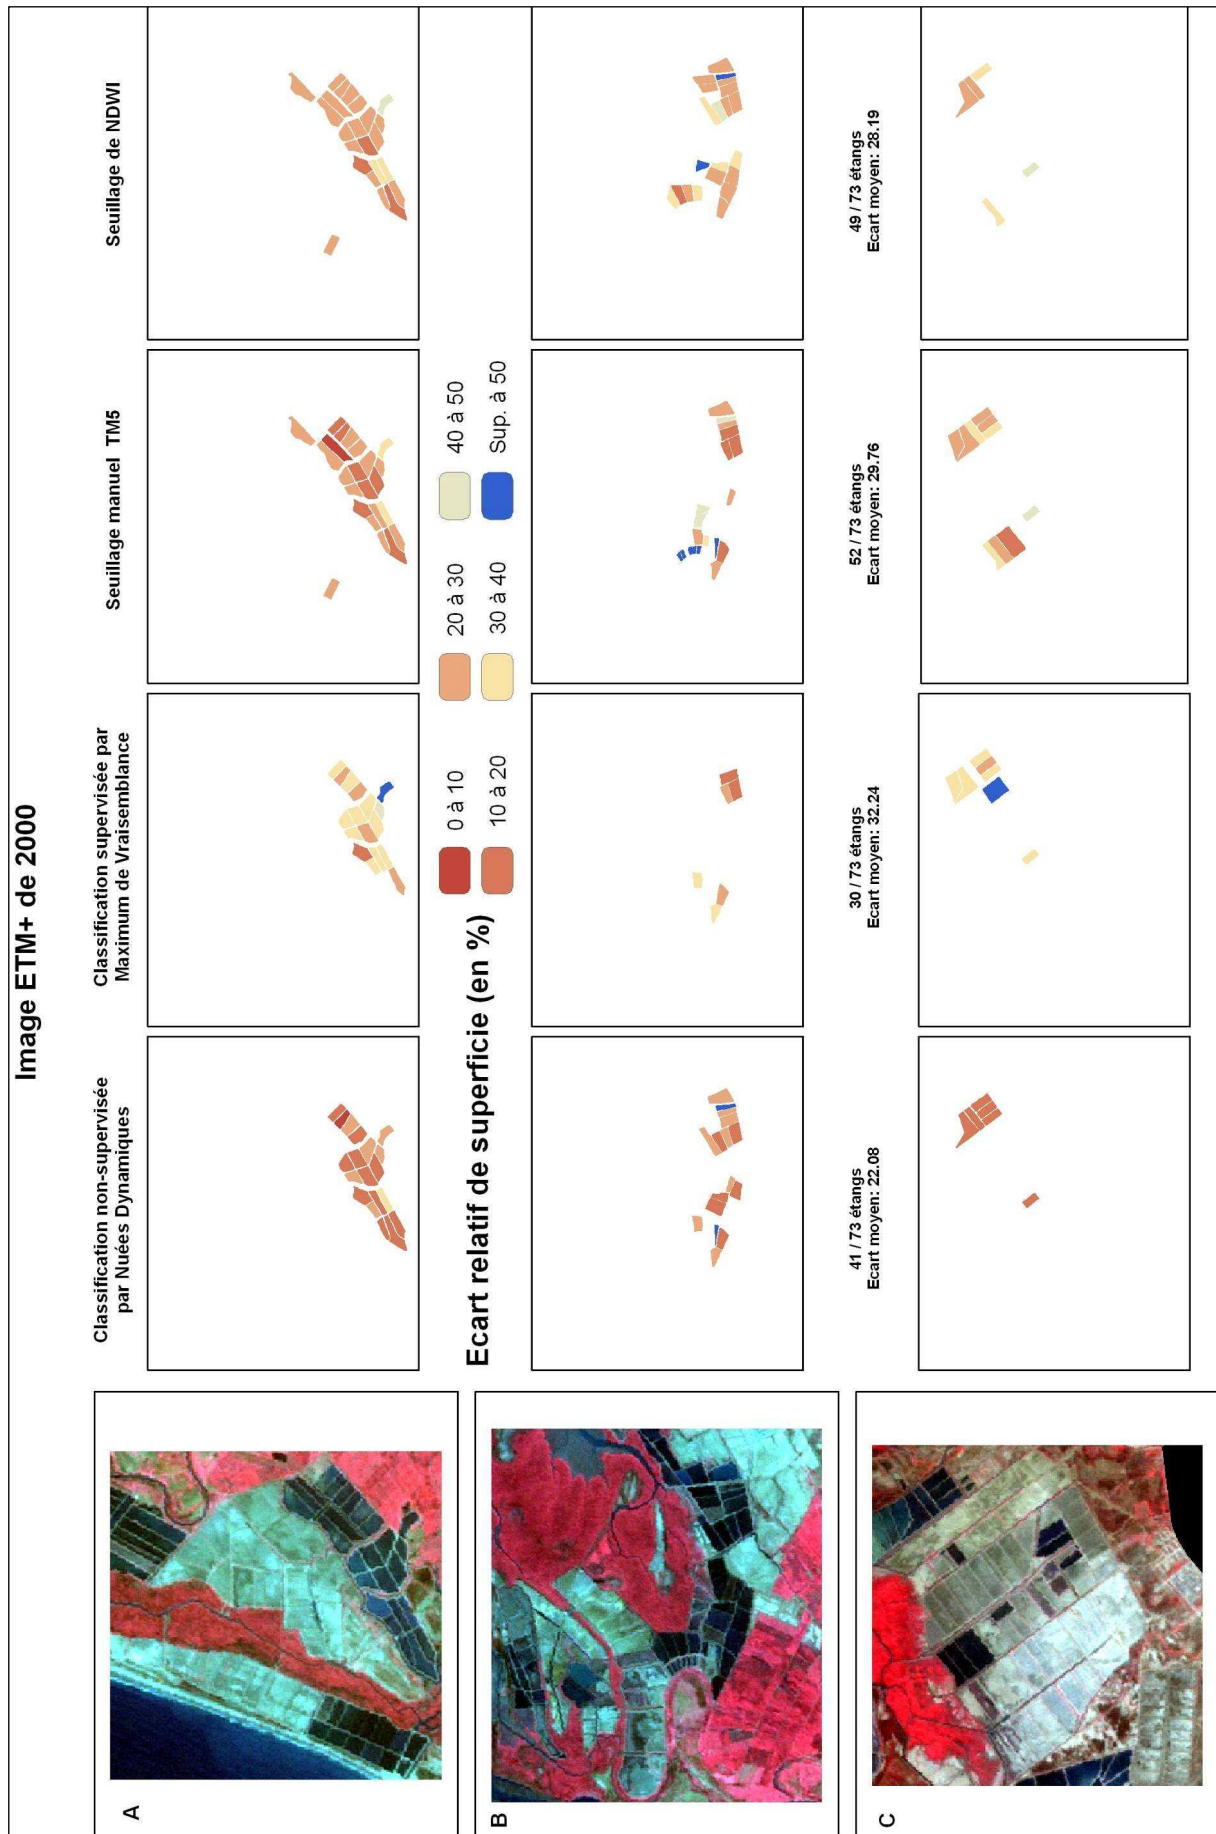 Image ETM+ de 2000
Classification non-supervisée
par Nuées Dynamiques
Classification supervisée par
Maximum de Vraisemblance
Seuillage manuel TM5
Seuillage de NDWI
A
Ecart relatif de superficie (en %)
0 à 10
20 à 30
40 à 50
10 à 20
30 à 40
Sup. à 50
B
41 / 73 étangs
Ecart moyen: 22.08
30 / 73 étangs
Ecart moyen: 32.24
52 / 73 étangs
Ecart moyen: 29.76
49 / 73 étangs
Ecart moyen: 28.19
C